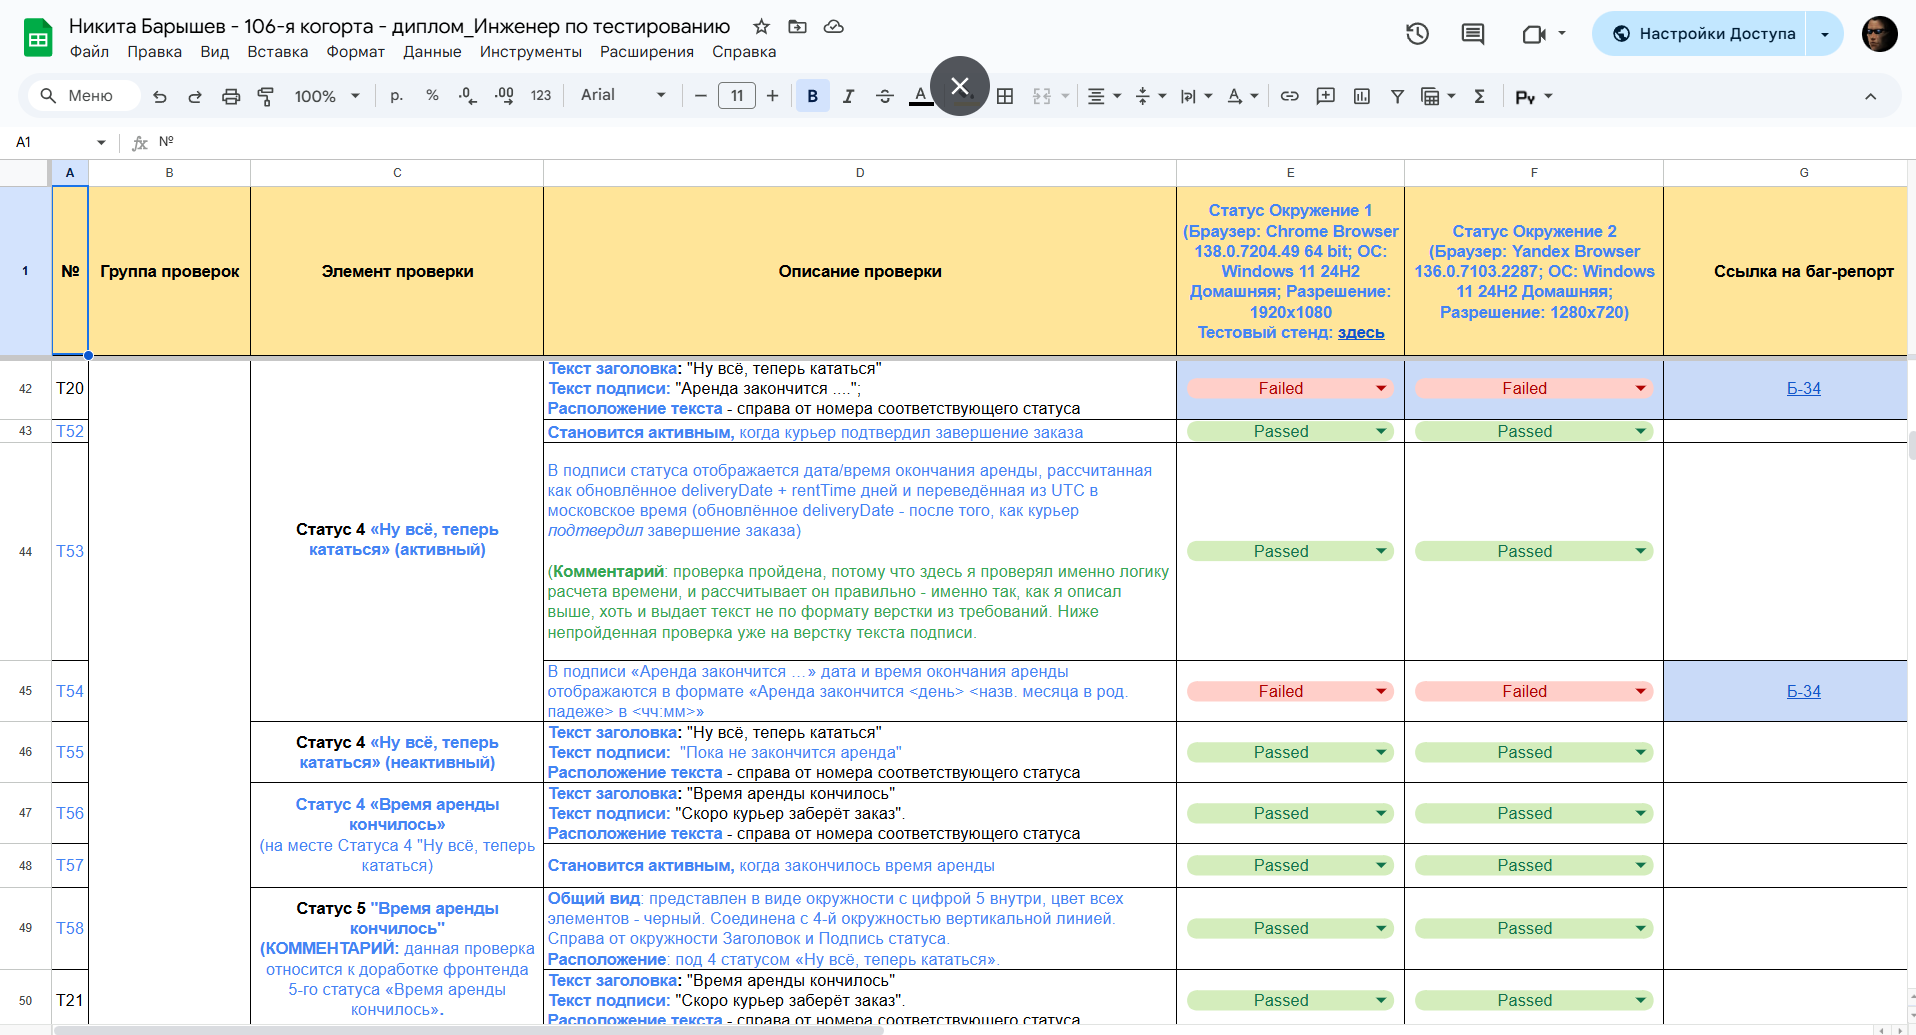 Никита Барышев - 106-я когорта - диплом_Инженер по тестированию
Файл Правка Вид Вставка Формат Данные Инструменты Расширения Справка
Настройки Доступа
Меню 100% р. % .0 .00 123 Arial 11 B I A Σ Py
A1 fx №
A B C D E F G
1
№
Группа проверок
Элемент проверки
Описание проверки
Статус Окружение 1
(Браузер: Chrome Browser
138.0.7204.49 64 bit; ОС:
Windows 11 24H2
Домашняя; Разрешение:
1920x1080
Тестовый стенд: здесь
Статус Окружение 2
(Браузер: Yandex Browser
136.0.7103.2287; ОС: Windows
11 24H2 Домашняя;
Разрешение: 1280x720)
Ссылка на баг-репорт
42
T20
Текст заголовка: "Ну всё, теперь кататься"
Текст подписи: "Аренда закончится ....";
Расположение текста - справа от номера соответствующего статуса
Failed
Failed
Б-34
43
T52
Становится активным, когда курьер подтвердил завершение заказа
Passed
Passed
44
T53
Статус 4 «Ну всё, теперь
кататься» (активный)
В подписи статуса отображается дата/время окончания аренды, рассчитанная
как обновлённое deliveryDate + rentTime дней и переведённая из UTC в
московское время (обновлённое deliveryDate - после того, как курьер
подтвердил завершение заказа)
(Комментарий: проверка пройдена, потому что здесь я проверял именно логику
расчета времени, и рассчитывает он правильно - именно так, как я описал
выше, хоть и выдает текст не по формату верстки из требований. Ниже
непройденная проверка уже на верстку текста подписи.
Passed
Passed
45
T54
В подписи «Аренда закончится …» дата и время окончания аренды
отображаются в формате «Аренда закончится <день> <назв. месяца в род.
падеже> в <чч:мм>»
Failed
Failed
Б-34
46
T55
Статус 4 «Ну всё, теперь
кататься» (неактивный)
Текст заголовка: "Ну всё, теперь кататься"
Текст подписи: "Пока не закончится аренда"
Расположение текста - справа от номера соответствующего статуса
Passed
Passed
47
T56
Статус 4 «Время аренды
кончилось»
(на месте Статуса 4 "Ну всё, теперь
кататься)
Текст заголовка: "Время аренды кончилось"
Текст подписи: "Скоро курьер заберёт заказ".
Расположение текста - справа от номера соответствующего статуса
Passed
Passed
48
T57
Становится активным, когда закончилось время аренды
Passed
Passed
49
T58
Статус 5 "Время аренды
кончилось"
(КОММЕНТАРИЙ: данная проверка
относится к доработке фронтенда
5-го статуса «Время аренды
кончилось».
Общий вид: представлен в виде окружности с цифрой 5 внутри, цвет всех
элементов - черный. Соединена с 4-й окружностью вертикальной линией.
Справа от окружности Заголовок и Подпись статуса.
Расположение: под 4 статусом «Ну всё, теперь кататься».
Passed
Passed
50
T21
Текст заголовка: "Время аренды кончилось"
Текст подписи: "Скоро курьер заберёт заказ".
Расположение текста - справа от номера соответствующего статуса
Passed
Passed